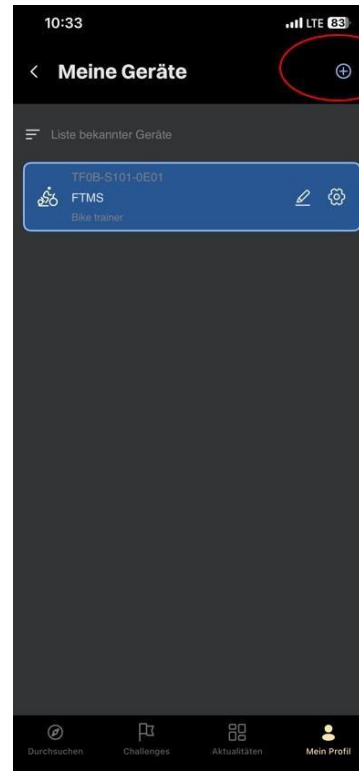 10:33 LTE 83
Meine Geräte
Liste bekannter Geräte
TF0B-S101-0E01
FTMS
Bike trainer
Durchsuchen Challenges Aktualitäten Mein Profil